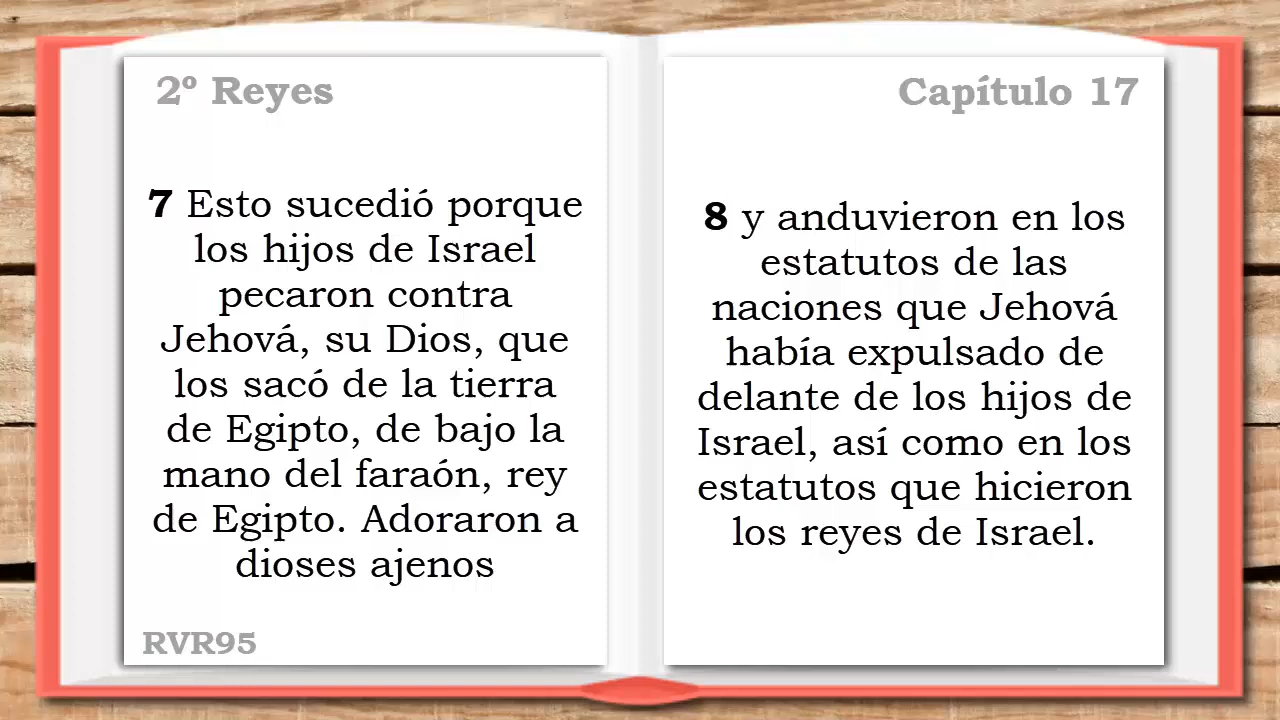 2º Reyes
7 Esto sucedió porque
los hijos de Israel
pecaron contra
Jehová, su Dios, que
los sacó de la tierra
de Egipto, de bajo la
mano del faraón, rey
de Egipto. Adoraron a
dioses ajenos
RVR95
Capítulo 17
8 y anduvieron en los
estatutos de las
naciones que Jehová
había expulsado de
delante de los hijos de
Israel, así como en los
estatutos que hicieron
los reyes de Israel.